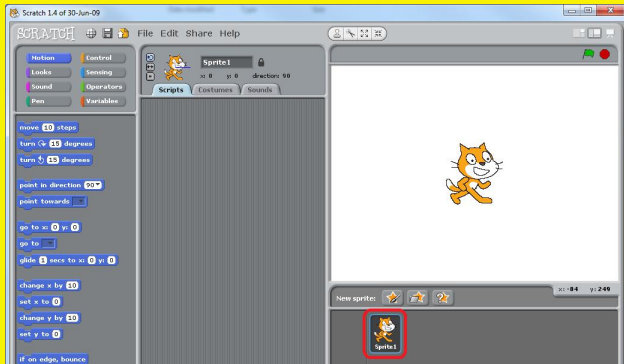 Scratch 1.4 of 30-Jun-09
SCRATCH File Edit Share Help
Motion Control
Looks Sensing
Sound Operators
Pen Variables
Sprite1
x: 0 y: 0 direction: 90
Scripts Costumes Sounds
move 10 steps
turn 15 degrees
turn 15 degrees
point in direction 90
point towards
go to x: 0 y: 0
go to
glide 1 secs to x: 0 y: 0
change x by 10
set x to 0
change y by 10
set y to 0
if on edge, bounce
x: -84 y: 249
New sprite:
Sprite1